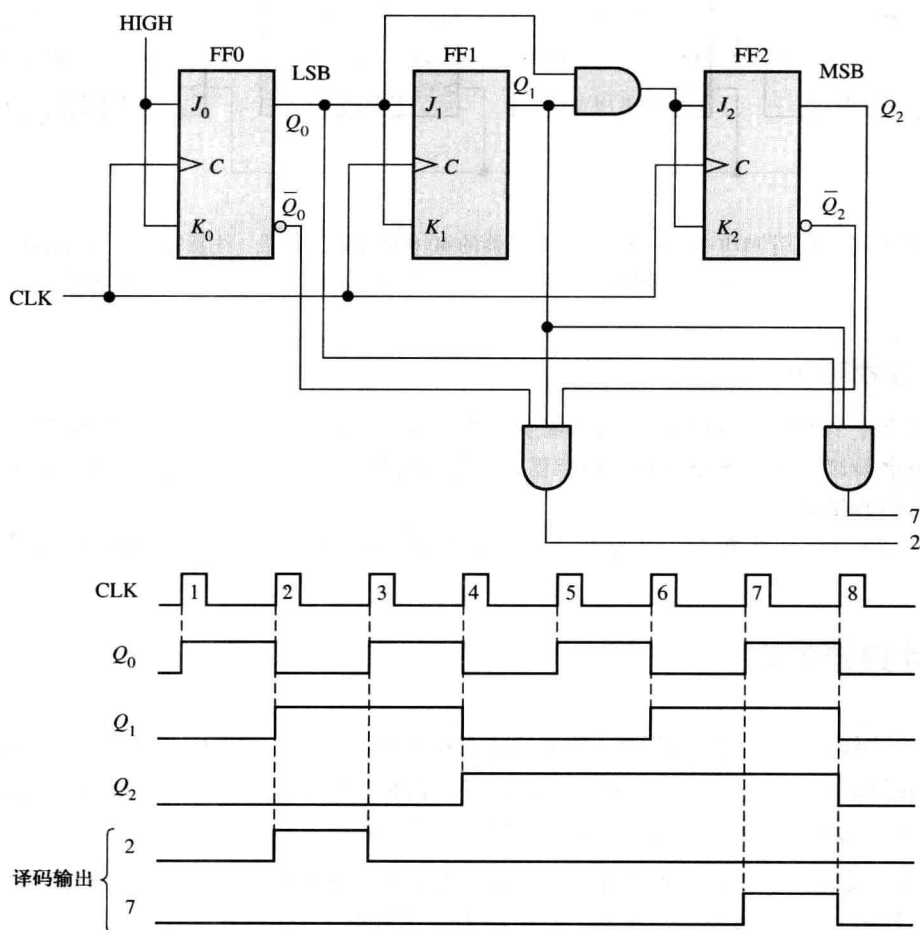 HIGH
FF0
LSB
FF1
Q₁
FF2
MSB
J₀
Q₀
J₁
J₂
Q₂
C
C
C
K₀
Q̅₀
K₁
K₂
Q̅₂
CLK
7
2
CLK
1
2
3
4
5
6
7
8
Q₀
Q₁
Q₂
译码输出
2
7